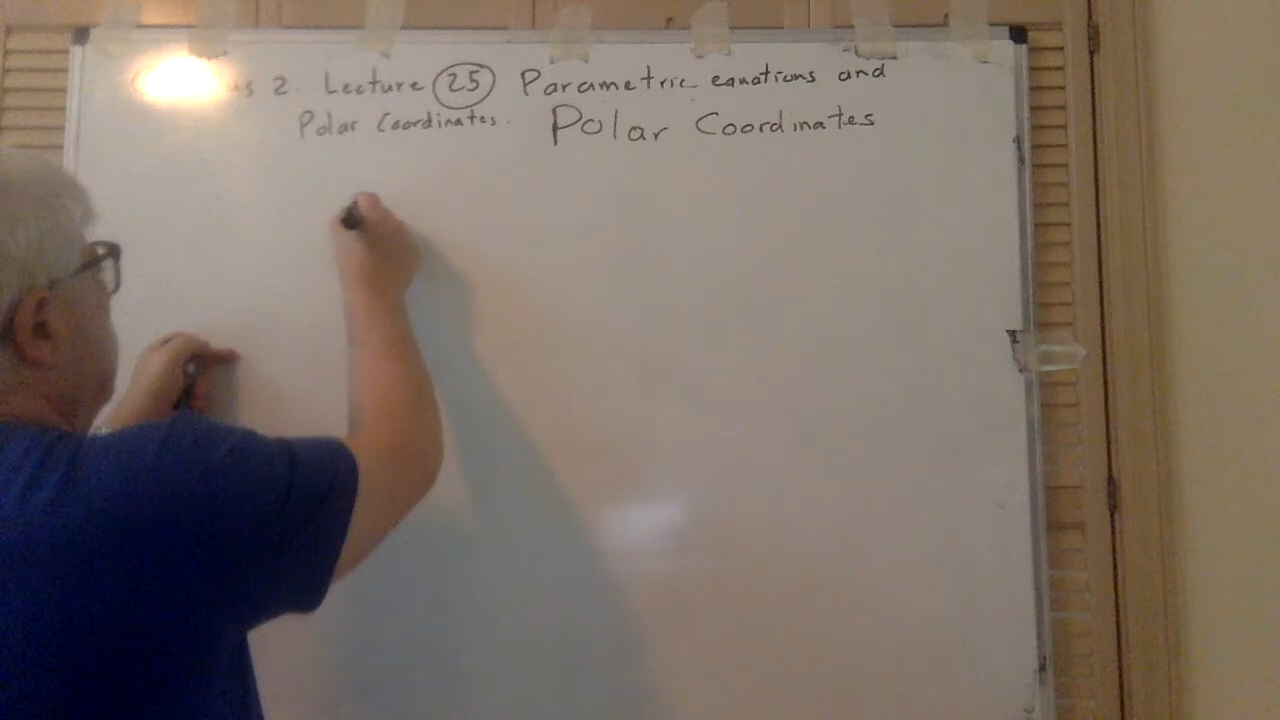 s 2. Lecture 25 Parametric equations and
Polar Coordinates. Polar Coordinates